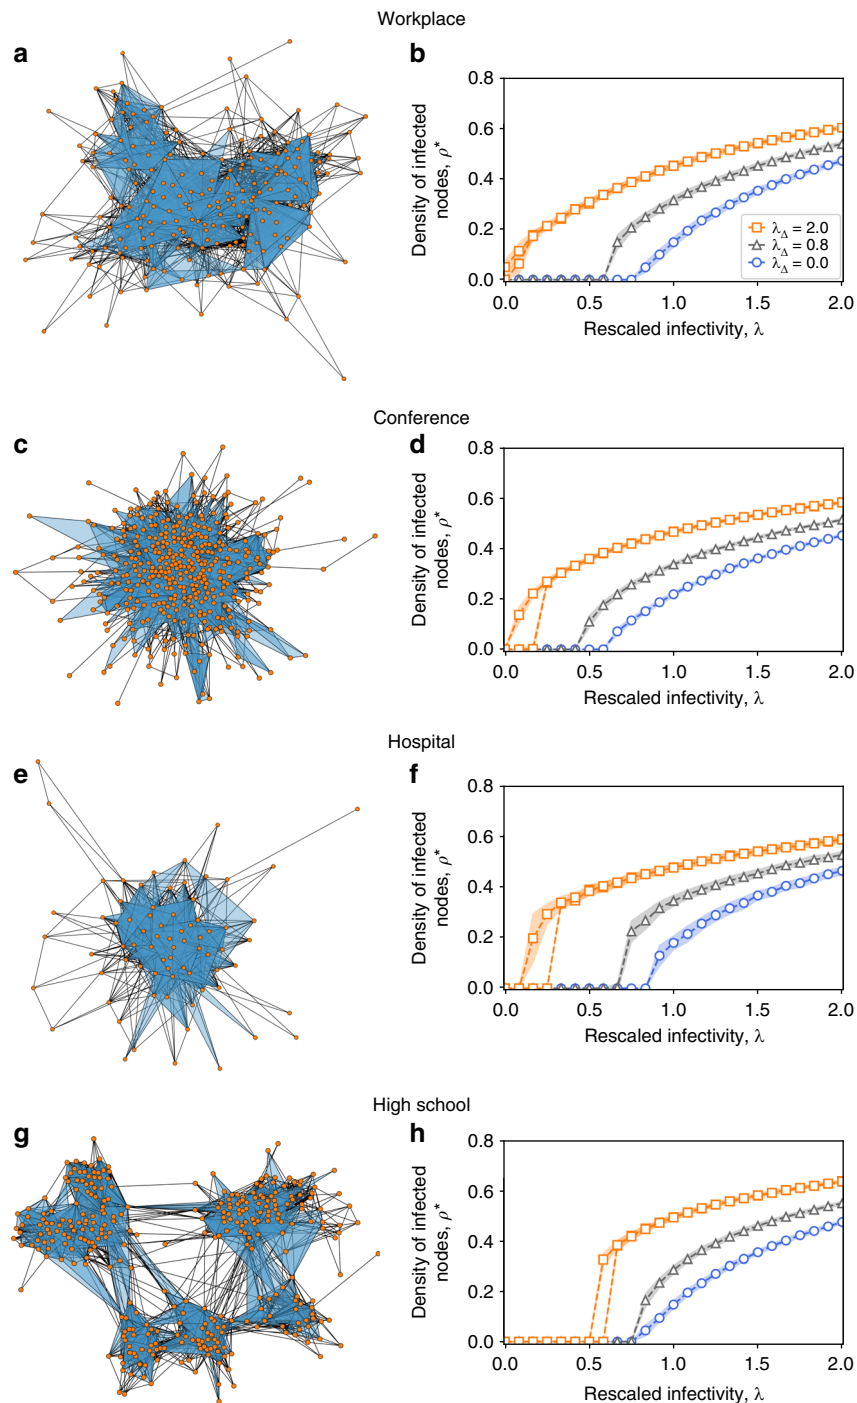 Workplace
a
b
0.8
0.6
0.4
0.2
0.0
Density of infected
nodes, ρ*
λΔ = 2.0
λΔ = 0.8
λΔ = 0.0
0.0 0.5 1.0 1.5 2.0
Rescaled infectivity, λ
Conference
c
d
0.8
0.6
0.4
0.2
0.0
Density of infected
nodes, ρ*
0.0 0.5 1.0 1.5 2.0
Rescaled infectivity, λ
Hospital
e
f
0.8
0.6
0.4
0.2
0.0
Density of infected
nodes, ρ*
0.0 0.5 1.0 1.5 2.0
Rescaled infectivity, λ
High school
g
h
0.8
0.6
0.4
0.2
0.0
Density of infected
nodes, ρ*
0.0 0.5 1.0 1.5 2.0
Rescaled infectivity, λ